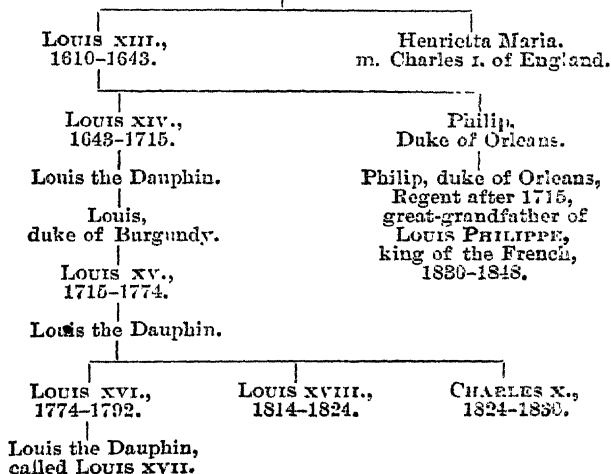 Louis XIII.,
1610-1643.
Henrietta Maria.
m. Charles I. of England.
Louis XIV.,
1643-1715.
Philip,
Duke of Orleans.
Louis the Dauphin.
Louis,
duke of Burgundy.
Louis XV.,
1715-1774.
Louis the Dauphin.
Philip, duke of Orleans,
Regent after 1715,
great-grandfather of
Louis Philippe,
king of the French,
1830-1848.
Louis XVI.,
1774-1792.
Louis XVIII.,
1814-1824.
Charles X.,
1824-1830.
Louis the Dauphin,
called Louis XVII.